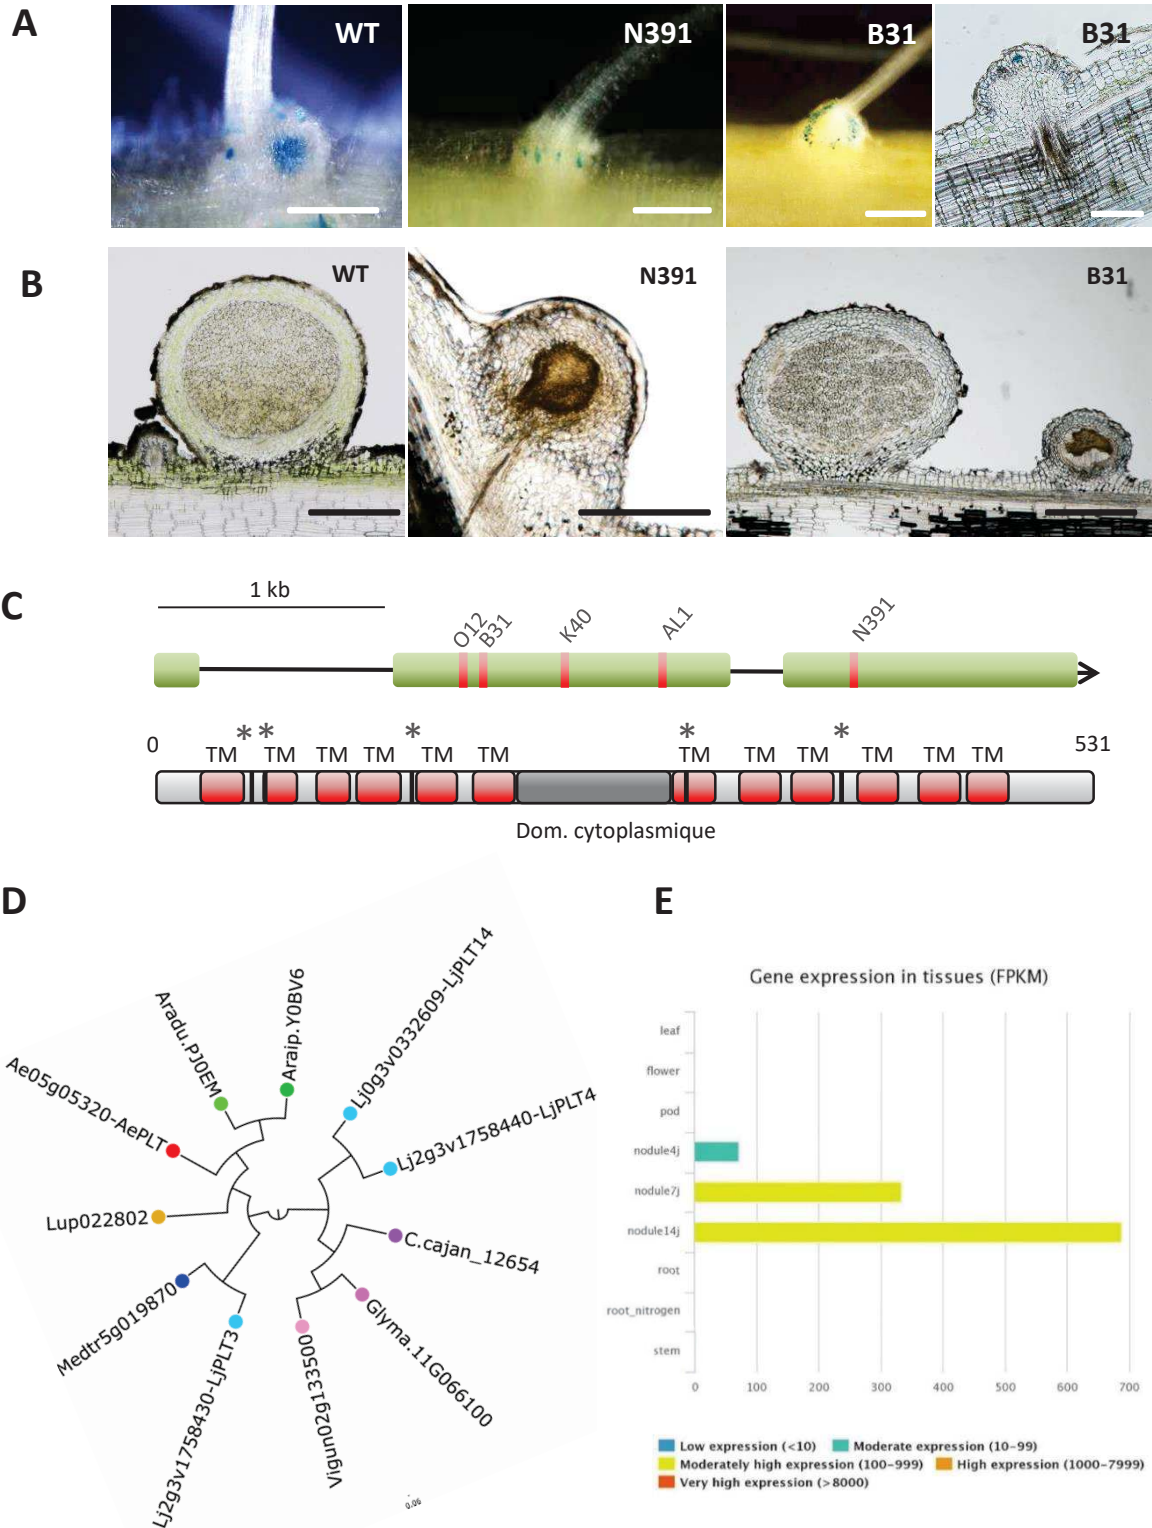 A
WT
N391
B31
B31
B
WT
N391
B31
C
1 kb
O12
B31
K40
AL1
N391
* * * * *
0
TM TM TM TM TM TM TM TM TM TM TM TM
531
Dom. cytoplasmique
D
E
Aradu.PJ0EM
Araip.Y0BV6
Lj0g3v0332609-LjPLT14
Ae05g05320-AePLT
Lj2g3v1758440-LjPLT4
Lup022802
C.cajan_12654
Medtr5g019870
Glyma.11G066100
Lj2g3v1758430-LjPLT3
Vigun02g133500
0.06
Gene expression in tissues (FPKM)
leaf
flower
pod
nodule4j
nodule7j
nodule14j
root
root_nitrogen
stem
0 100 200 300 400 500 600 700
Low expression (<10) Moderate expression (10-99)
Moderately high expression (100-999) High expression (1000-7999)
Very high expression (>8000)